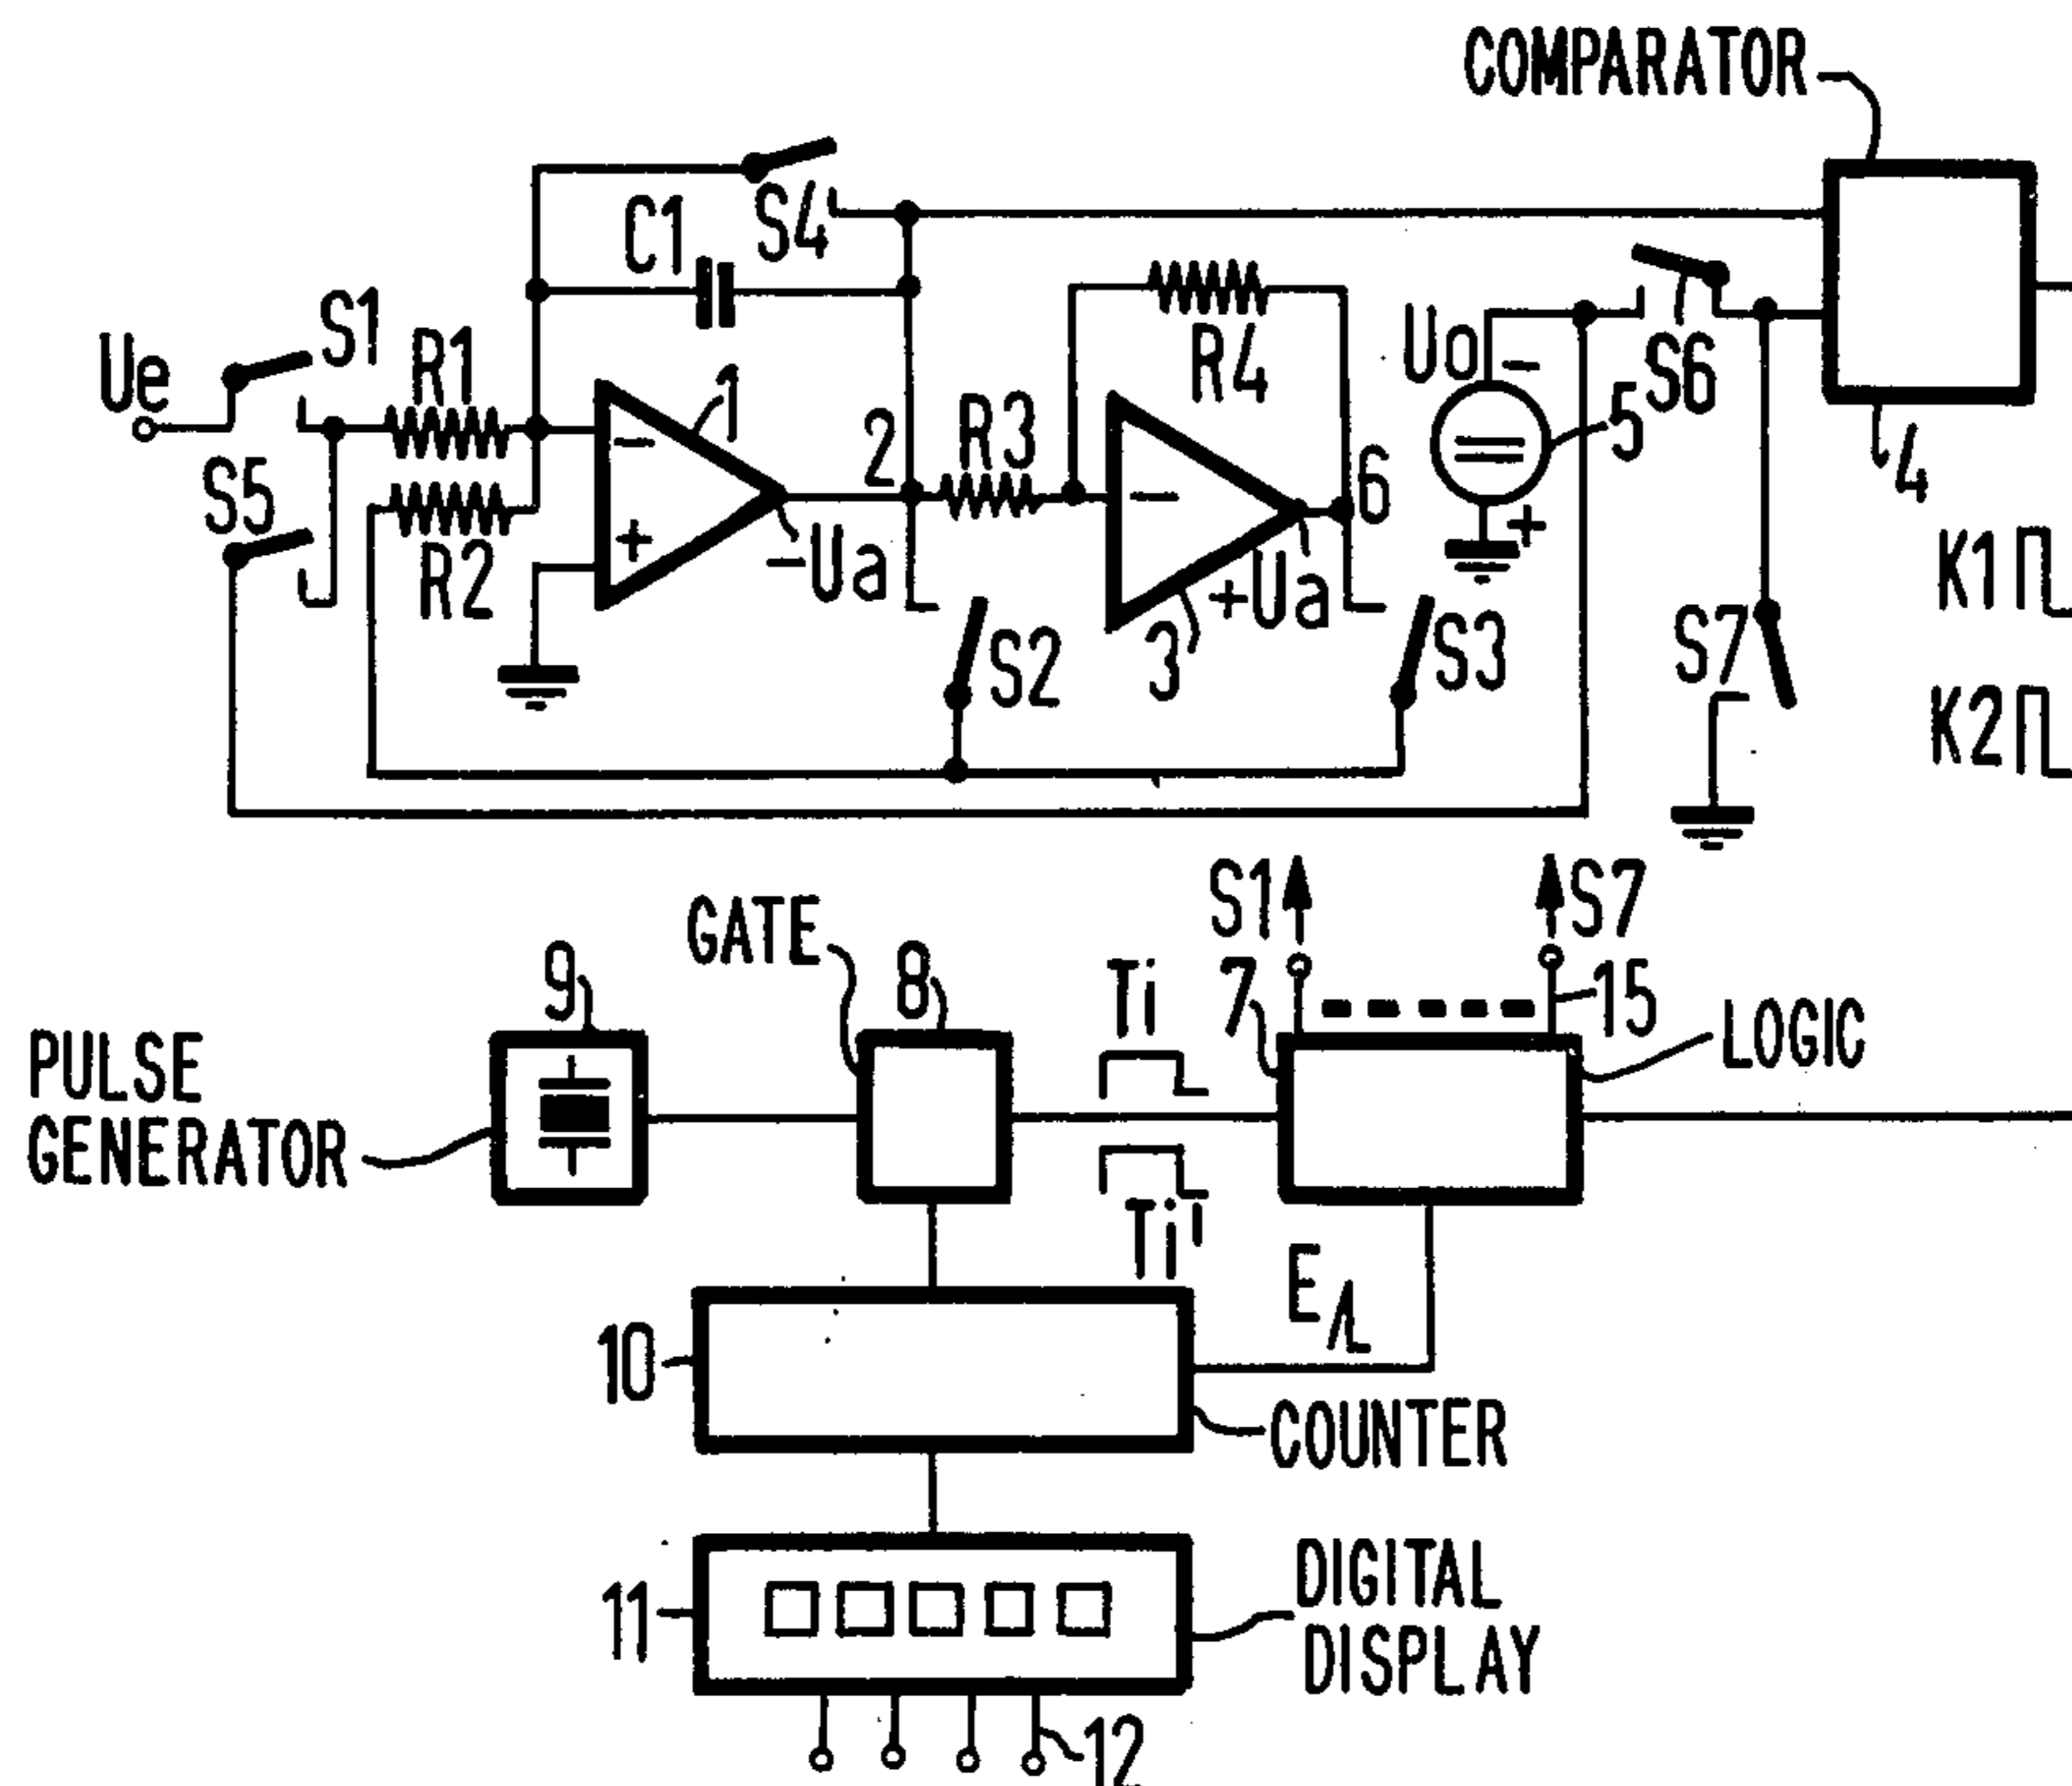 COMPARATOR
S4
C1
S1
Ue
R1
1
2
R3
R4
Uo
-
S6
5
4
S5
R2
-
+
-Ua
-
6
+
K1
S2
3
+Ua
S3
S7
K2
S1
S7
GATE
9
8
Ti
7
15
LOGIC
PULSE
GENERATOR
Ti'
E
10
COUNTER
11
DIGITAL
DISPLAY
12